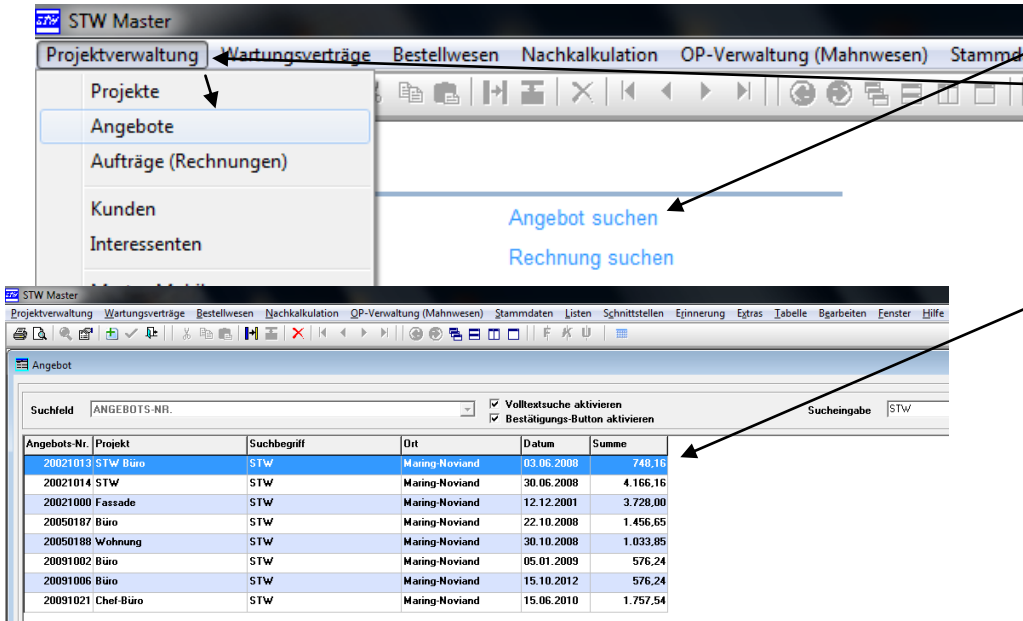 STW Master
Projektverwaltung Wartungsverträge Bestellwesen Nachkalkulation OP-Verwaltung (Mahnwesen) Stammd
Projekte
Angebote
Aufträge (Rechnungen)
Kunden
Interessenten
Angebot suchen
Rechnung suchen
STW Master
Projektverwaltung Wartungsverträge Bestellwesen Nachkalkulation OP-Verwaltung (Mahnwesen) Stammdaten Listen Schnittstellen Erinnerung Extras Tabelle Bearbeiten Fenster Hilfe
Angebot
Suchfeld ANGEBOTS-NR. Volltextsuche aktivieren Sucheingabe STW
Bestätigungs-Button aktivieren
Angebots-Nr. Projekt Suchbegriff Ort Datum Summe
20021013 STW Büro STW Maring-Noviand 03.06.2008 748,16
20021014 STW STW Maring-Noviand 30.06.2008 4.166,16
20021000 Fassade STW Maring-Noviand 12.12.2001 3.728,00
20050187 Büro STW Maring-Noviand 22.10.2008 1.456,65
20050188 Wohnung STW Maring-Noviand 30.10.2008 1.033,85
20091002 Büro STW Maring-Noviand 05.01.2009 576,24
20091006 Büro STW Maring-Noviand 15.10.2012 576,24
20091021 Chef-Büro STW Maring-Noviand 15.06.2010 1.757,54